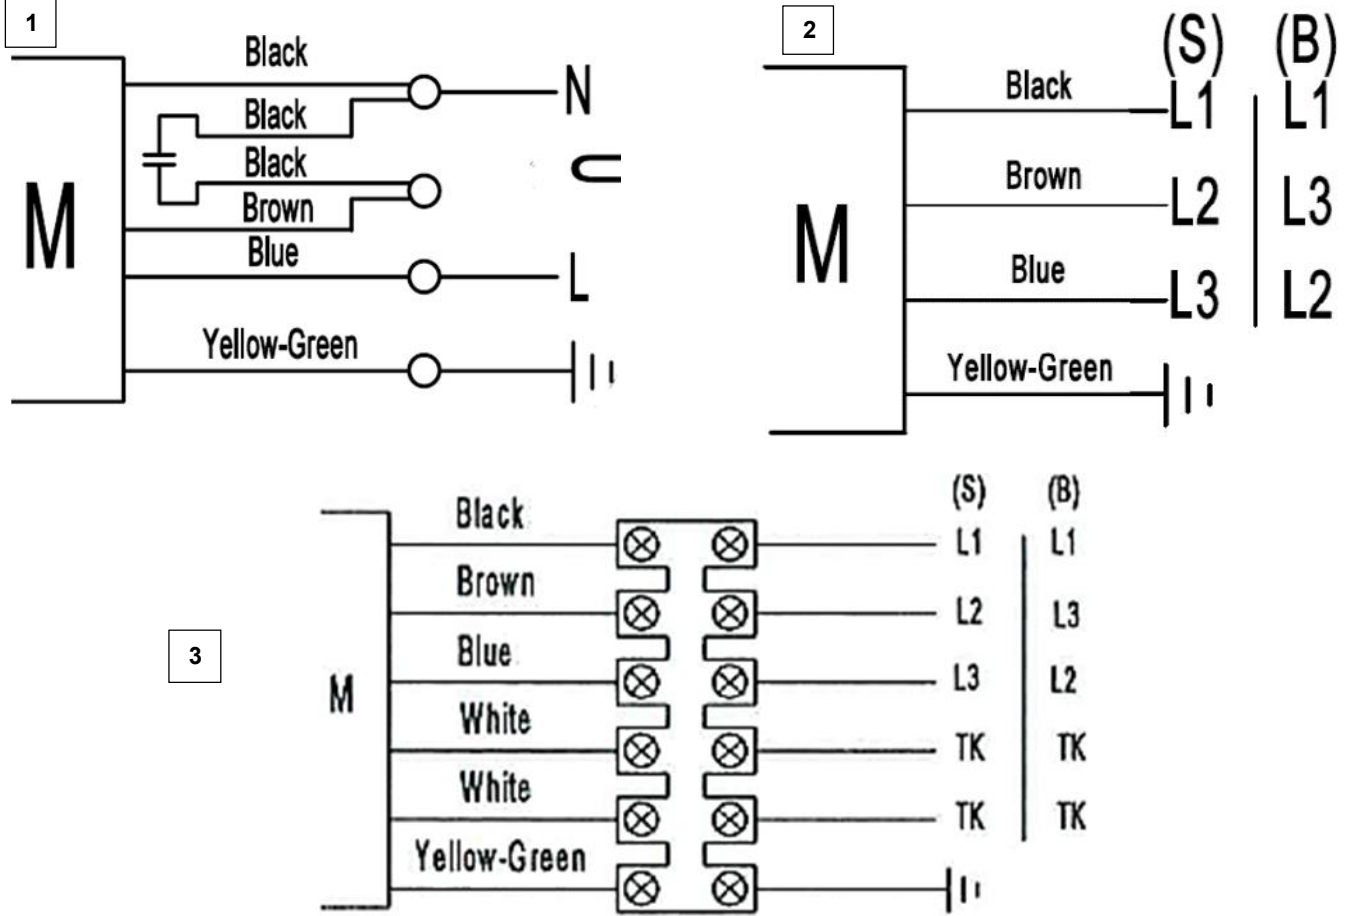 1
Black
N
Black
Black
M
Brown
Blue
L
Yellow-Green
2
(S) (B)
Black L1 L1
Brown L2 L3
M
Blue L3 L2
Yellow-Green
3
(S) (B)
Black L1 L1
Brown L2 L3
Blue L3 L2
M
White TK TK
White TK TK
Yellow-Green